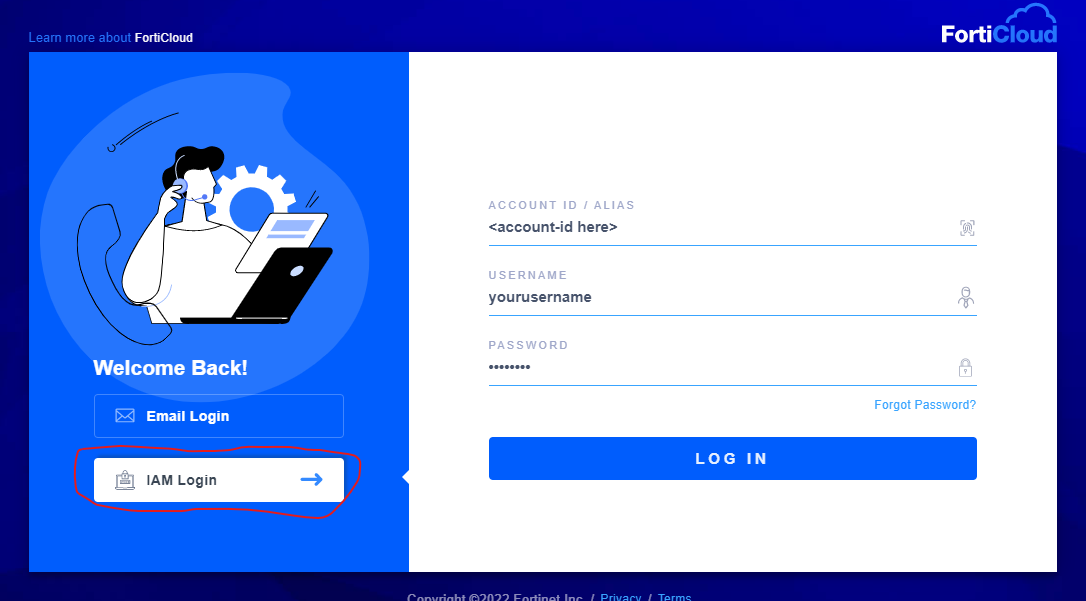 Learn more about FortiCloud
FortiCloud
Welcome Back!
Email Login
IAM Login
ACCOUNT ID / ALIAS
<account-id here>
USERNAME
yourusername
PASSWORD
••••••••
Forgot Password?
LOG IN
Copyright ©2022 Fortinet Inc. / Privacy / Terms